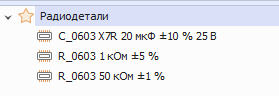 Радиодетали
C_0603 X7R 20 мкФ ±10 % 25 В
R_0603 1 кОм ±5 %
R_0603 50 кОм ±1 %